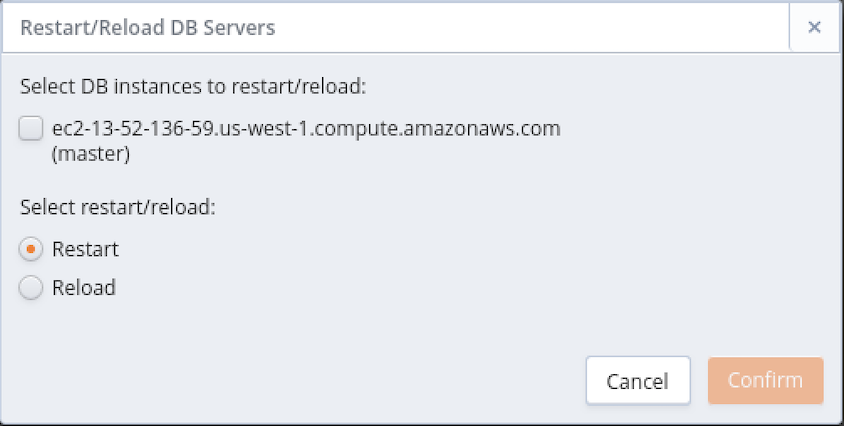 Restart/Reload DB Servers
Select DB instances to restart/reload:
ec2-13-52-136-59.us-west-1.compute.amazonaws.com
(master)
Select restart/reload:
Restart
Reload
Cancel
Confirm